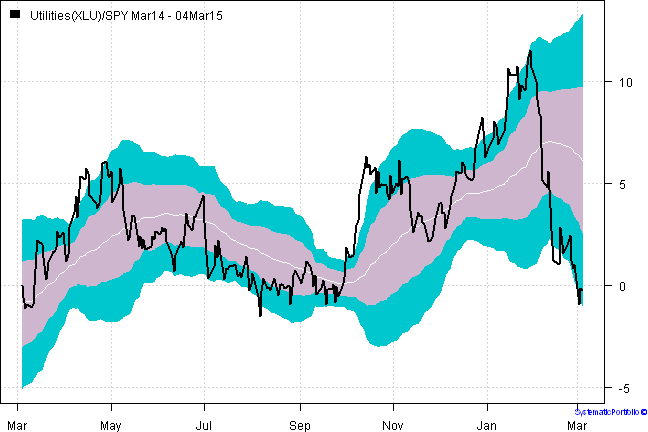 Utilities(XLU)/SPY Mar14 - 04Mar15
10
5
0
-5
Mar May Jul Sep Nov Jan Mar
SystematicPortfolio ©